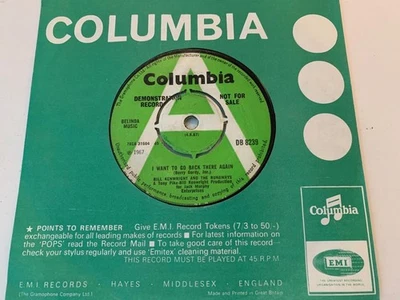 COLUMBIA
Columbia
DEMONSTRATION RECORD
NOT FOR SALE
A
BELINDA MUSIC
DB 8239
℗ 1967
I WANT TO GO BACK THERE AGAIN
(Berry Gordy, Jnr.)
BILL KENWRIGHT AND THE RUNAWAYS
Columbia
EMI
★ POINTS TO REMEMBER Give E.M.I. Record Tokens (7.3 to 50.-)
exchangeable for all leading makes of records ■ For latest information on
the 'POPS' read the Record Mail ■ To take good care of this record—
check your stylus regularly and use 'Emitex' cleaning material.
THIS RECORD MUST BE PLAYED AT 45 R.P.M
E.M.I. RECORDS · HAYES · MIDDLESEX · ENGLAND
(The Gramophone Company Ltd.)
Made and Printed in Great Britain